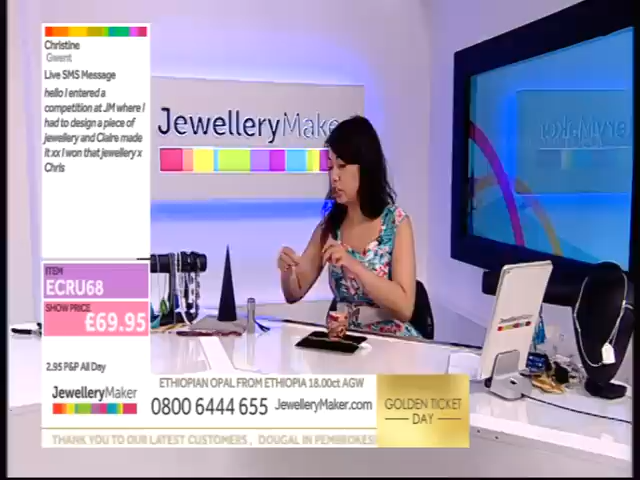 Christine
Gwent
Live SMS Message
hello I entered a
competition at JM where I
had to design a piece of
jewellery and Claire made
it xx I won that jewellery x
Chris
JewelleryMake
ITEM
ECRU68
SHOW PRICE
£69.95
2.95 P&P All Day
JewelleryMaker
ETHIOPIAN OPAL FROM ETHIOPIA 18.00ct AGW
0800 6444 655 JewelleryMaker.com
GOLDEN TICKET
DAY
THANK YOU TO OUR LATEST CUSTOMERS , DOUGAL IN PEMBROKES